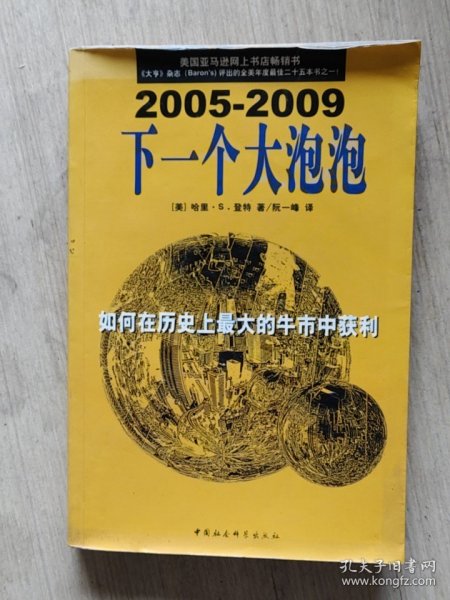 美国亚马逊网上书店畅销书
《大亨》杂志（Baron's）评出的全美年度最佳二十五本书之一！
2005-2009
下一个大泡泡
[美] 哈里·S·登特 著/阮一峰 译
如何在历史上最大的牛市中获利
中国社会科学出版社
孔夫子旧书网
www.kongfz.com